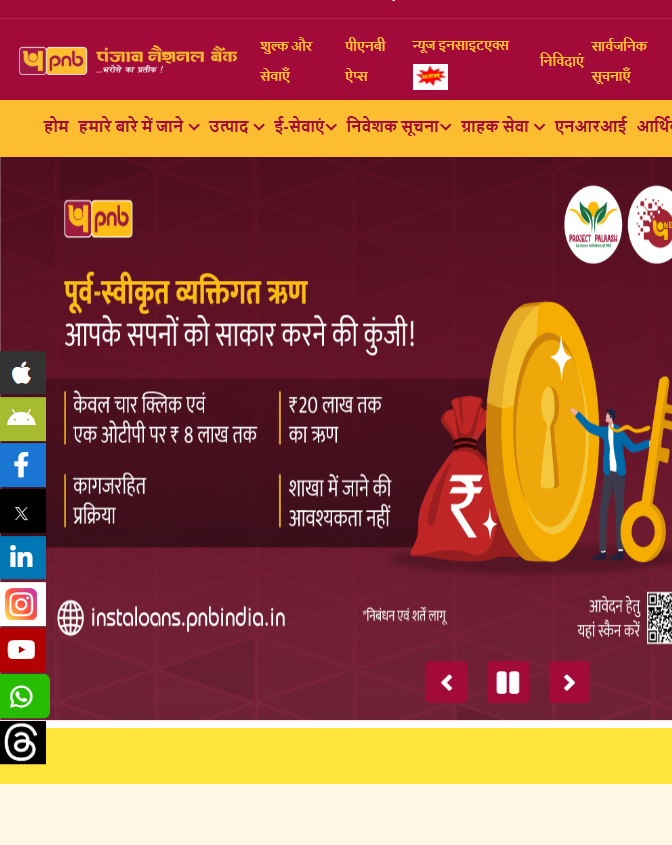 pnb पंजाब नैशनल बैंक
...भरोसे का प्रतीक !
शुल्क और
सेवाएँ
पीएनबी
ऐप्स
न्यूज इनसाइटएक्स
निविदाएं
सार्वजनिक
सूचनाएँ
होम हमारे बारे में जाने उत्पाद ई-सेवाएं निवेशक सूचना ग्राहक सेवा एनआरआई
pnb
PROJECT PALAASH
पूर्व-स्वीकृत व्यक्तिगत ऋण
आपके सपनों को साकार करने की कुंजी!
केवल चार क्लिक एवं
एक ओटीपी पर ₹ 8 लाख तक
₹20 लाख तक
का ऋण
कागजरहित
प्रक्रिया
शाखा में जाने की
आवश्यकता नहीं
₹
instaloans.pnbindia.in
*निबंधन एवं शर्तें लागू
आवेदन हेतु
यहां स्कैन करें